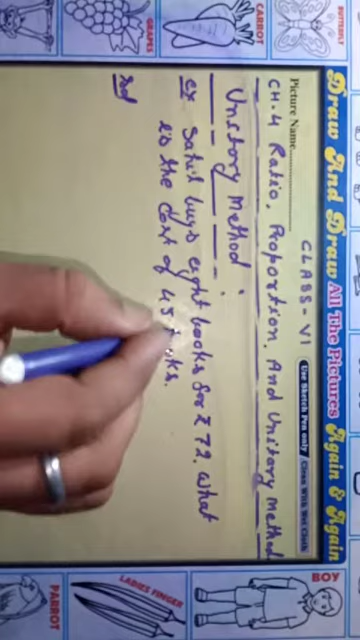 Draw And Draw All The Pictures Again & Again
Picture Name
CLASS - VI
Use Sketch Pen only
Clean With Wet Cloth
CH. 4 Ratio, Proportion, And Unitary Method
Unitary Method :
ex Sahil buys eight books for ₹ 72. What
is the cost of 45
Sol
BUTTERFLY
CARROT
GRAPES
BOY
LADIES FINGER
PARROT